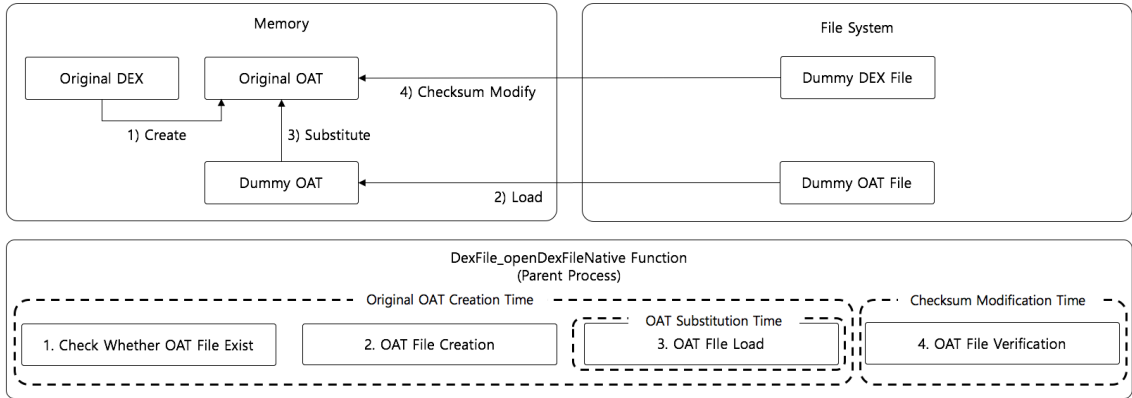 Memory
File System
Original DEX
Original OAT
Dummy DEX File
4) Checksum Modify
1) Create
3) Substitute
Dummy OAT
Dummy OAT File
2) Load
DexFile_openDexFileNative Function
(Parent Process)
Original OAT Creation Time
Checksum Modification Time
OAT Substitution Time
1. Check Whether OAT File Exist
2. OAT File Creation
3. OAT FIle Load
4. OAT File Verification